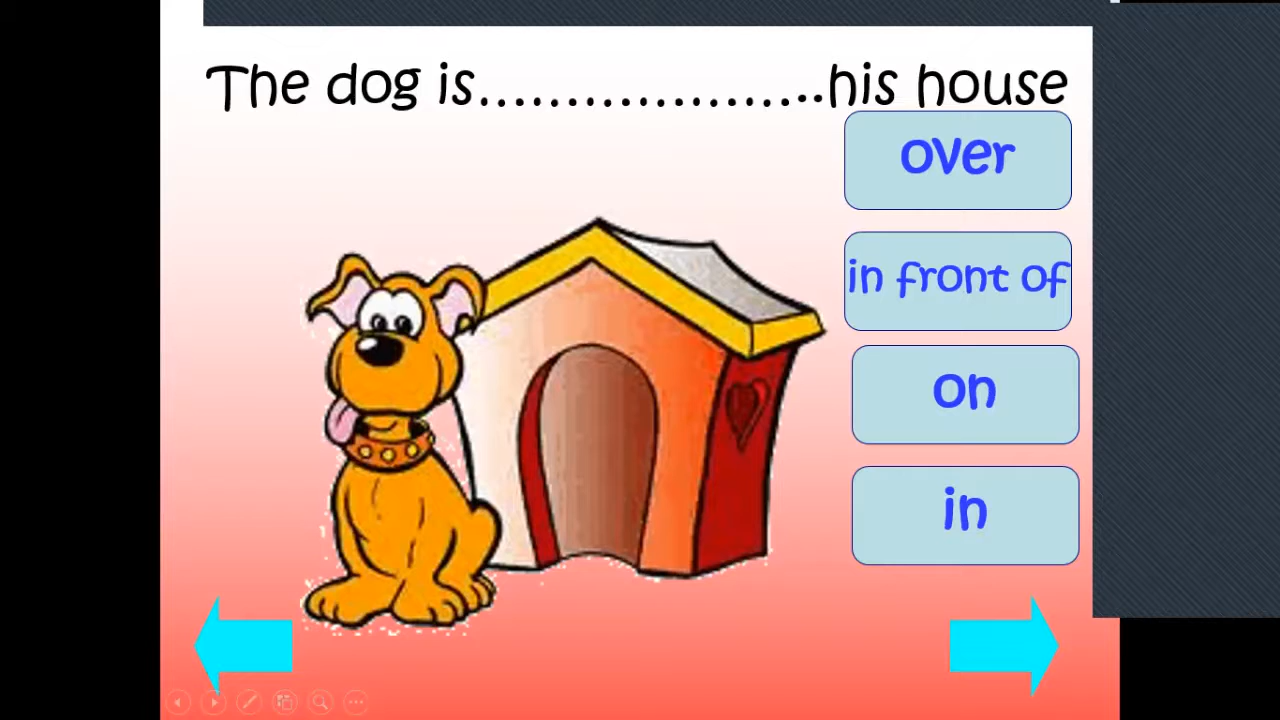 The dog is.....................his house
over
in front of
on
in